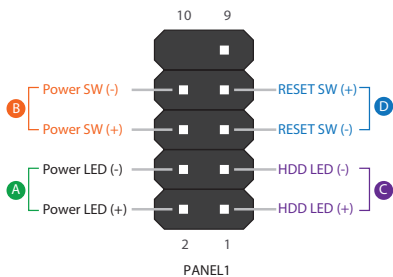 10 9
Power SW (-) RESET SW (+)
B D
Power SW (+) RESET SW (-)
Power LED (-) HDD LED (-)
A C
Power LED (+) HDD LED (+)
2 1
PANEL1